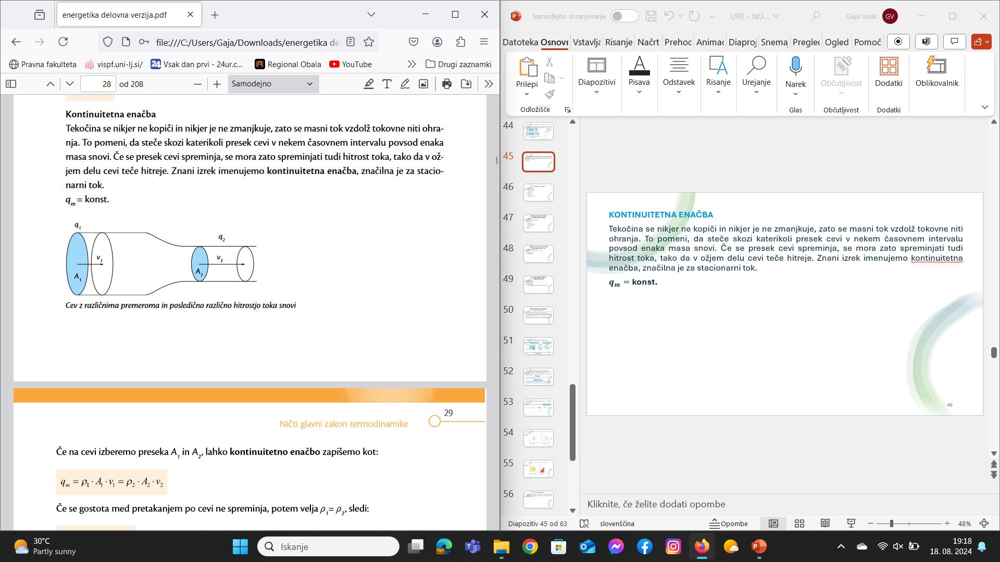 energetika delovna verzija.pdf
file:///C:/Users/Gaja/Downloads/energetika de
Pravna fakulteta
vispf.uni-lj.si/
24 Vsak dan prvi - 24ur.c...
Regional Obala
YouTube
Drugi zaznamki
28 od 208
Samodejno
Kontinuitetna enačba
Tekočina se nikjer ne kopiči in nikjer je ne zmanjkuje, zato se masni tok vzdolž tokovne niti ohra-
nja. To pomeni, da steče skozi katerikoli presek cevi v nekem časovnem intervalu povsod enaka
masa snovi. Če se presek cevi spreminja, se mora zato spreminjati tudi hitrost toka, tako da v ož-
jem delu cevi teče hitreje. Znani izrek imenujemo kontinuitetna enačba, značilna je za stacio-
narni tok.
qm = konst.
q1
q2
v1
v2
A1
A2
Cev z različnima premeroma in posledično različno hitrostjo toka snovi
29
Ničti glavni zakon termodinamike
Če na cevi izberemo preseka A1 in A2, lahko kontinuitetno enačbo zapišemo kot:
qm = ρ1 · A1 · v1 = ρ2 · A2 · v2
Če se gostota med pretakanjem po cevi ne spreminja, potem velja ρ1= ρ2, sledi:
Samodejno shranjevanje
URE - NO...
Gaja Vouk
GV
Datoteka
Osnovn
Vstavlja
Risanje
Načrt
Prehoc
Animac
Diaproj
Snema
Preglec
Ogled
Pomoč
Prilepi
Diapozitivi
Pisava
Odstavek
Risanje
Urejanje
Narek
Občutljivost
Dodatki
Oblikovalnik
Odložišče
Glas
Občutljivost
Dodatki
44
45
46
47
48
49
50
51
52
53
54
55
56
KONTINUITETNA ENAČBA
Tekočina se nikjer ne kopiči in nikjer je ne zmanjkuje, zato se masni tok vzdolž tokovne niti
ohranja. To pomeni, da steče skozi katerikoli presek cevi v nekem časovnem intervalu
povsod enaka masa snovi. Če se presek cevi spreminja, se mora zato spreminjati tudi
hitrost toka, tako da v ožjem delu cevi teče hitreje. Znani izrek imenujemo kontinuitetna
enačba, značilna je za stacionarni tok.
qm = konst.
45
Kliknite, če želite dodati opombe
Diapozitiv 45 od 63
slovenščina
Opombe
48%
30°C
Partly sunny
Iskanje
19:18
18. 08. 2024